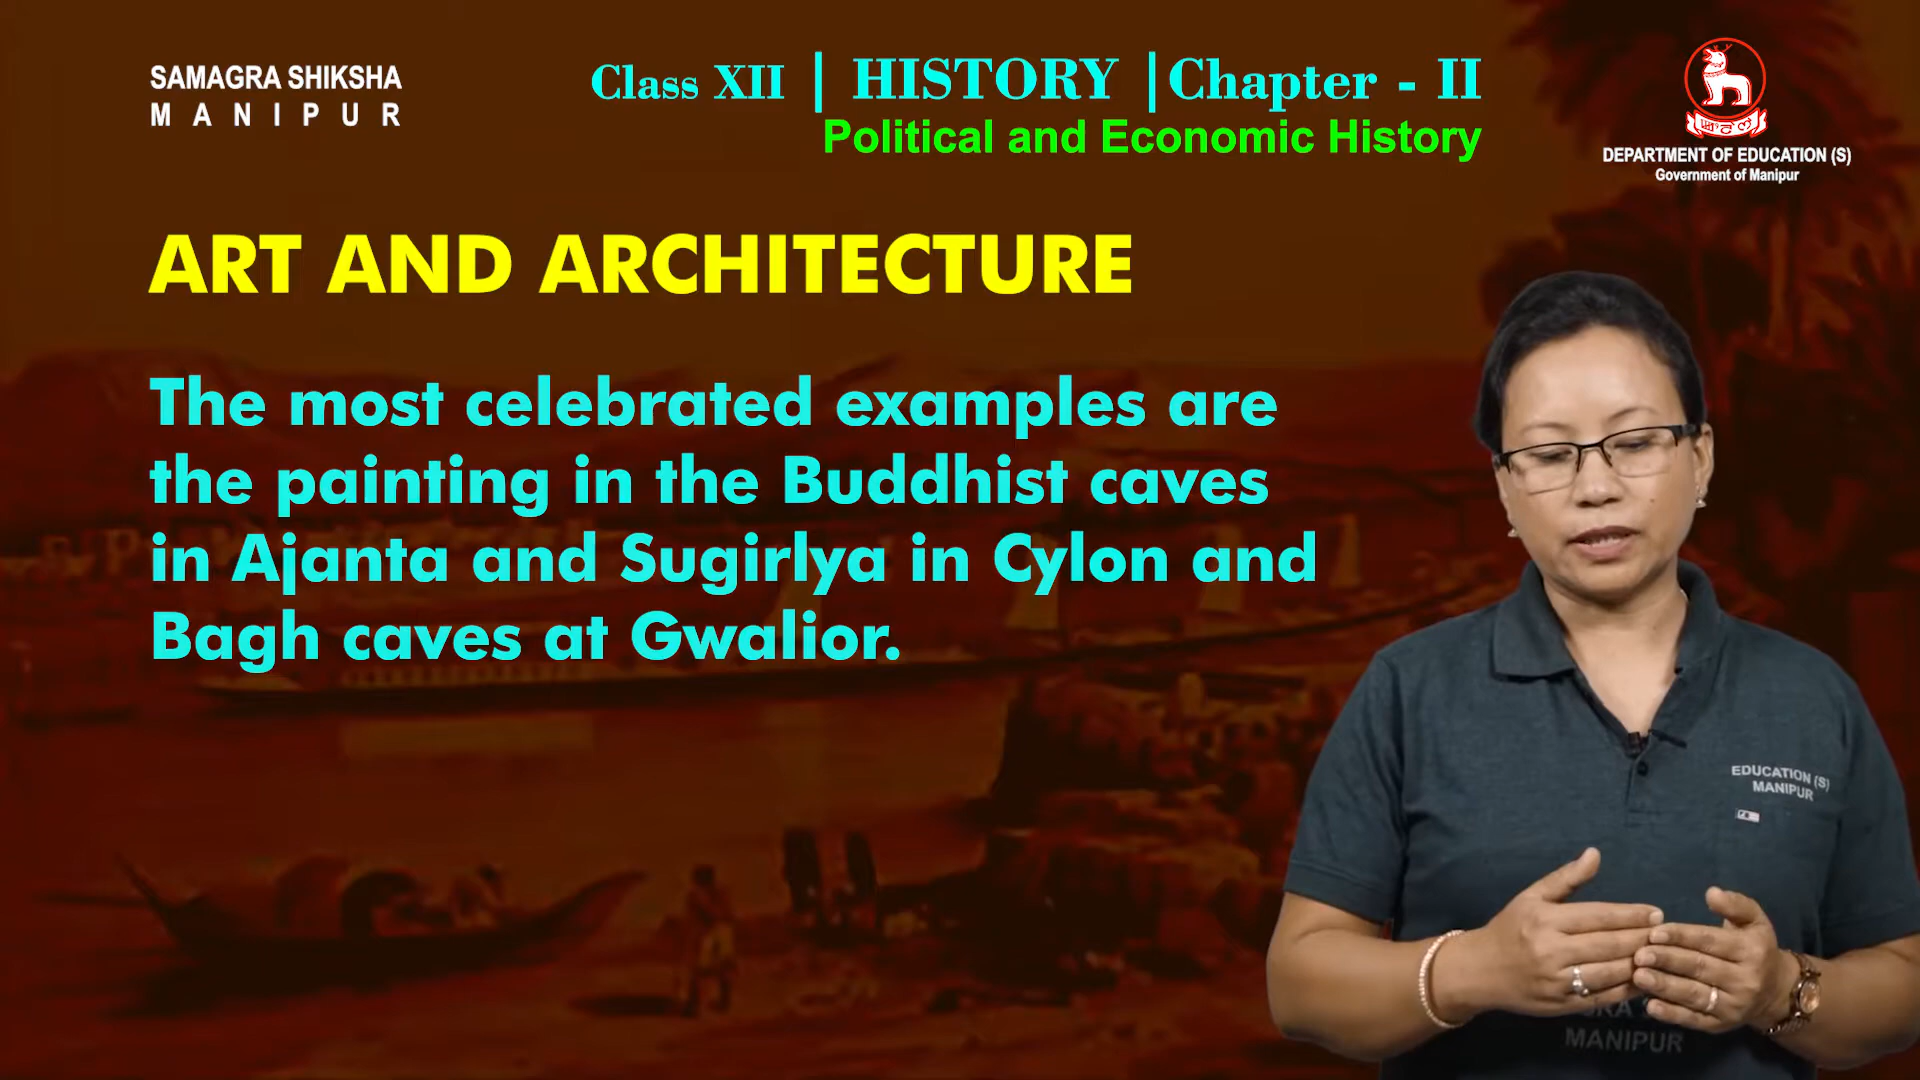 SAMAGRA SHIKSHA
MANIPUR
Class XII | HISTORY | Chapter - II
Political and Economic History
DEPARTMENT OF EDUCATION (S)
Government of Manipur
ART AND ARCHITECTURE
The most celebrated examples are
the painting in the Buddhist caves
in Ajanta and Sugirlya in Cylon and
Bagh caves at Gwalior.
EDUCATION (S)
MANIPUR
MANIPUR